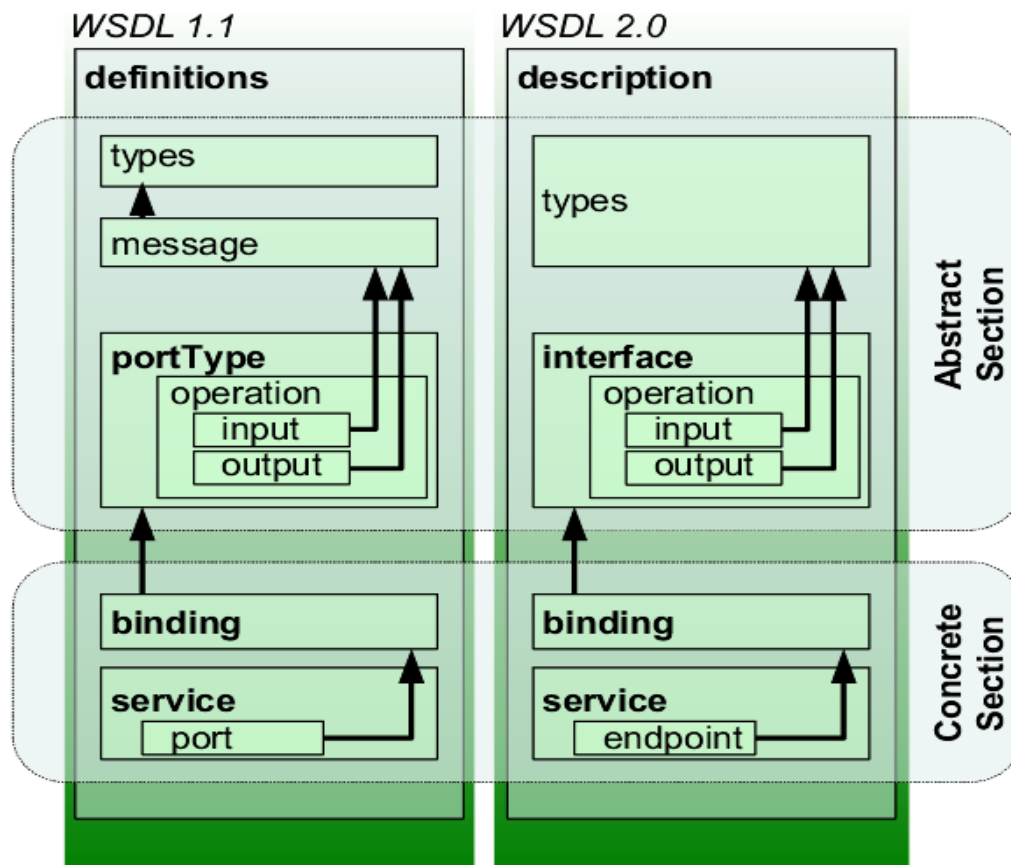 WSDL 1.1
definitions
types
message
portType
operation
input
output
binding
service
port
WSDL 2.0
description
types
interface
operation
input
output
binding
service
endpoint
Abstract
Section
Concrete
Section